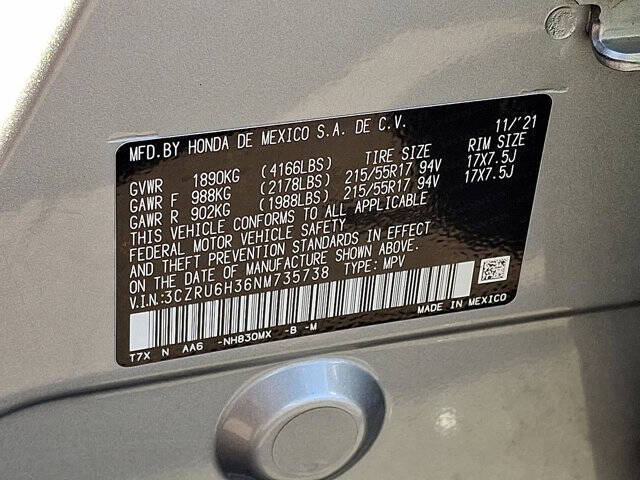 MFD.BY HONDA DE MEXICO S.A. DE C.V. 11/'21
TIRE SIZE RIM SIZE
GVWR 1890KG (4166LBS)
GAWR F 988KG (2178LBS) 215/55R17 94V 17X7.5J
GAWR R 902KG (1988LBS) 215/55R17 94V 17X7.5J
THIS VEHICLE CONFORMS TO ALL APPLICABLE
FEDERAL MOTOR VEHICLE SAFETY
AND THEFT PREVENTION STANDARDS IN EFFECT
ON THE DATE OF MANUFACTURE SHOWN ABOVE.
V.I.N:3CZRU6H36NM735738 TYPE: MPV
T7X N AA6 -NH830MX -B -M MADE IN MEXICO